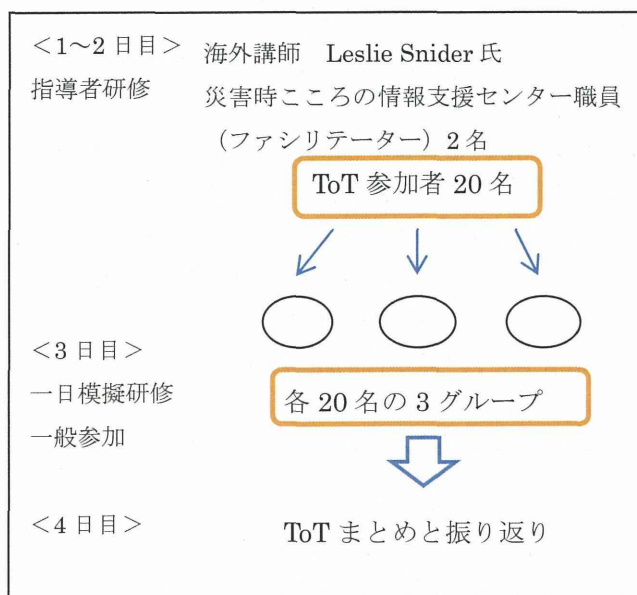 <1～2日目>
指導者研修
海外講師 Leslie Snider 氏
災害時こころの情報支援センター職員
（ファシリテーター）2名
ToT 参加者 20 名
<3日目>
一日模擬研修
一般参加
各 20 名の 3 グループ
<4日目>
ToT まとめと振り返り